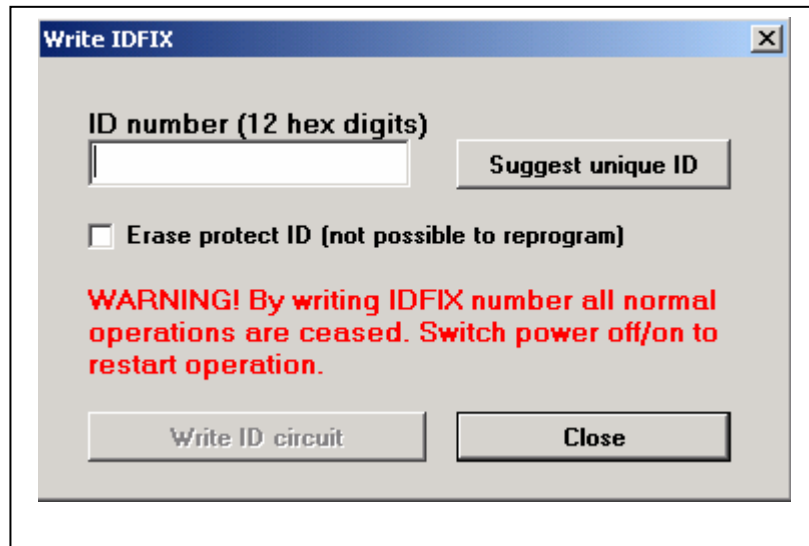 Write IDFIX
ID number (12 hex digits)
Suggest unique ID
Erase protect ID (not possible to reprogram)
WARNING! By writing IDFIX number all normal
operations are ceased. Switch power off/on to
restart operation.
Write ID circuit
Close